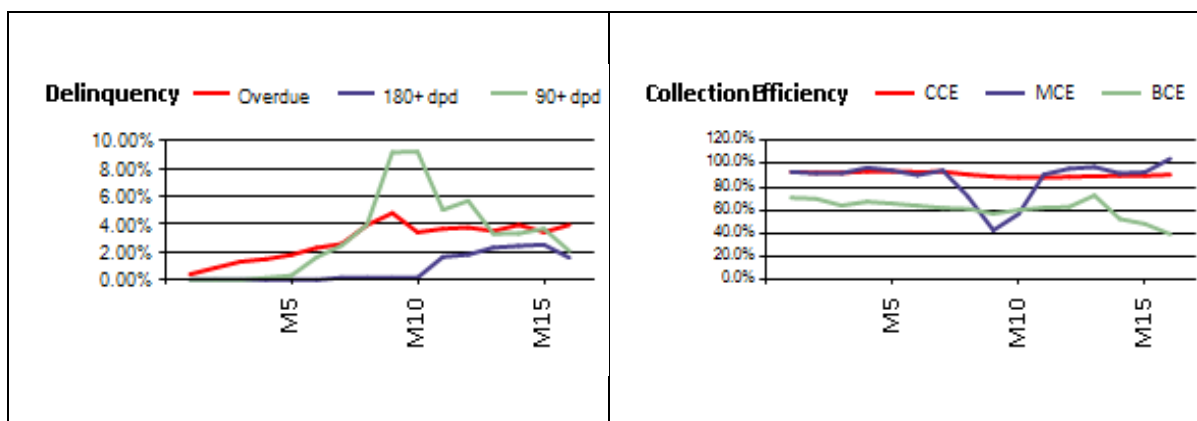 Delinquency Overdue 180+ dpd 90+ dpd
10.00%
8.00%
6.00%
4.00%
2.00%
0.00%
M5
M10
M15
Collection Efficiency CCE MCE BCE
120.0%
100.0%
80.0%
60.0%
40.0%
20.0%
0.0%
M5
M10
M15